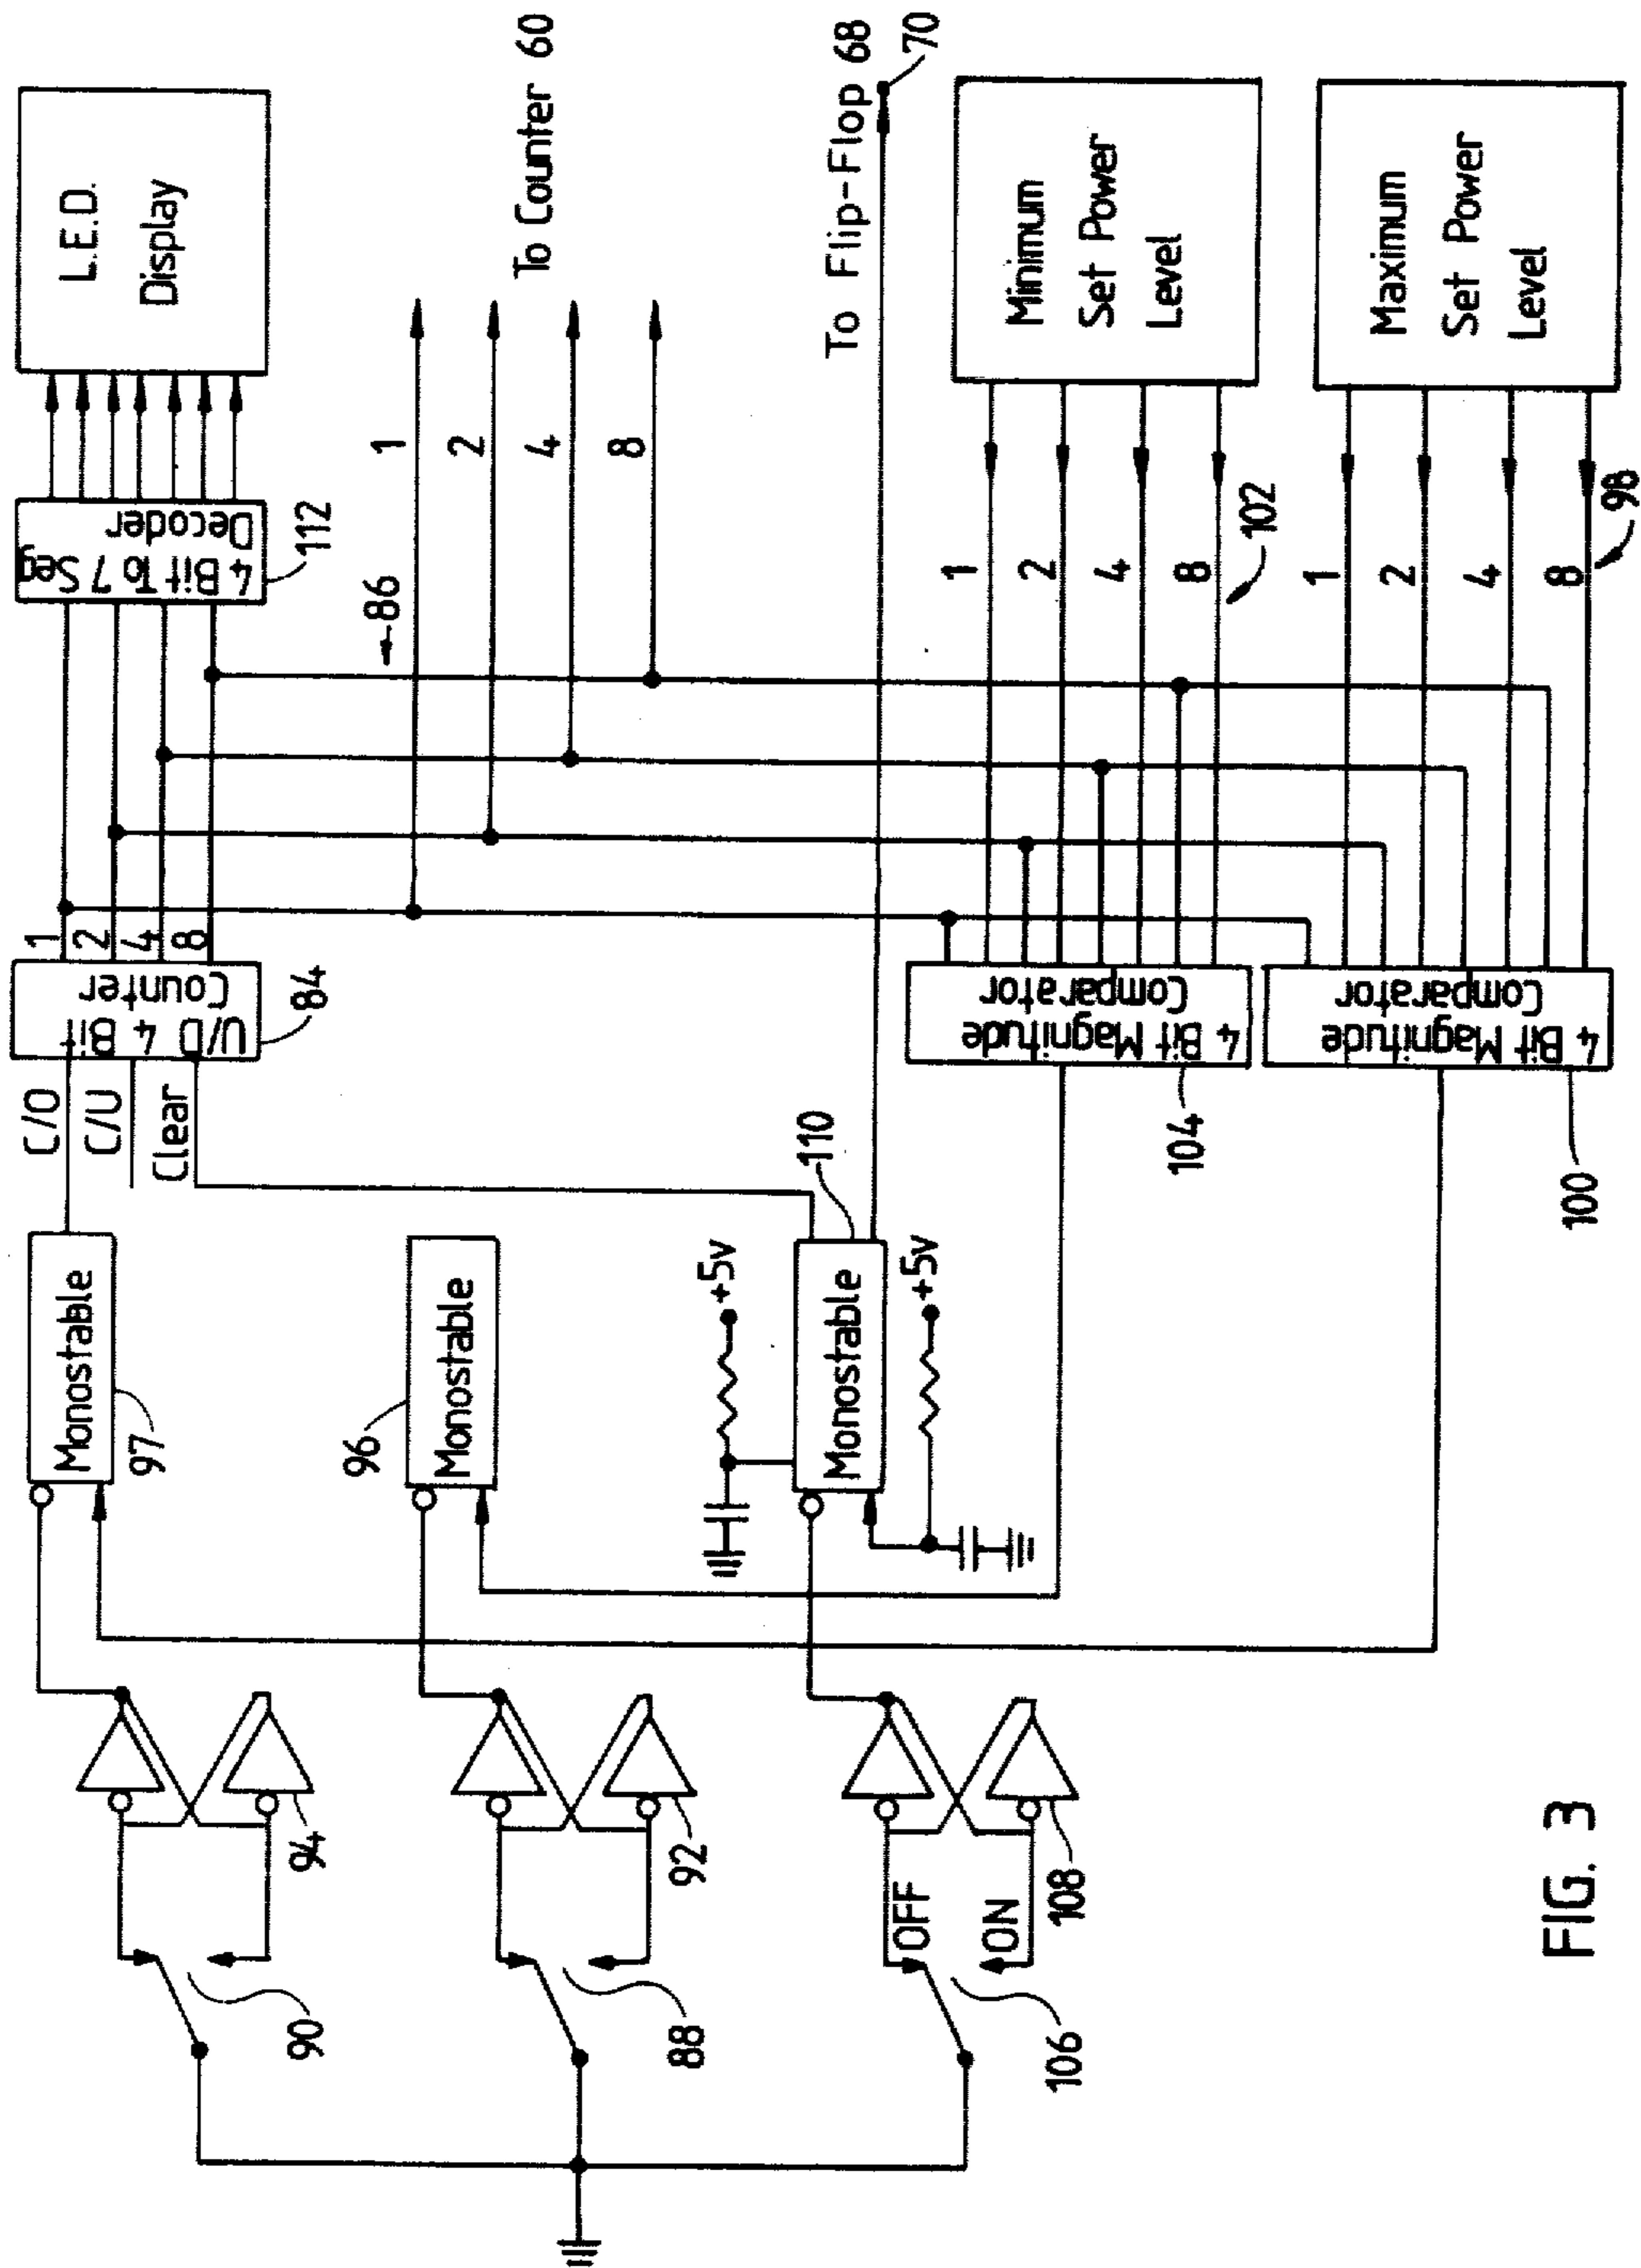 L.E.D.
Display
4 Bit To 7 Seg
Decoder
112
1
2
4
8
U/D 4 Bit
Counter
84
C/O
C/U
Clear
Monostable
97
94
90
86
To Counter 60
1
2
4
8
Monostable
96
92
88
To Flip-Flop 68
70
110
+5v
Monostable
+5v
OFF
ON
108
106
Minimum
Set Power
Level
1
2
4
8
102
4 Bit Magnitude
Comparator
104
Maximum
Set Power
Level
1
2
4
8
98
4 Bit Magnitude
Comparator
100
FIG. 3